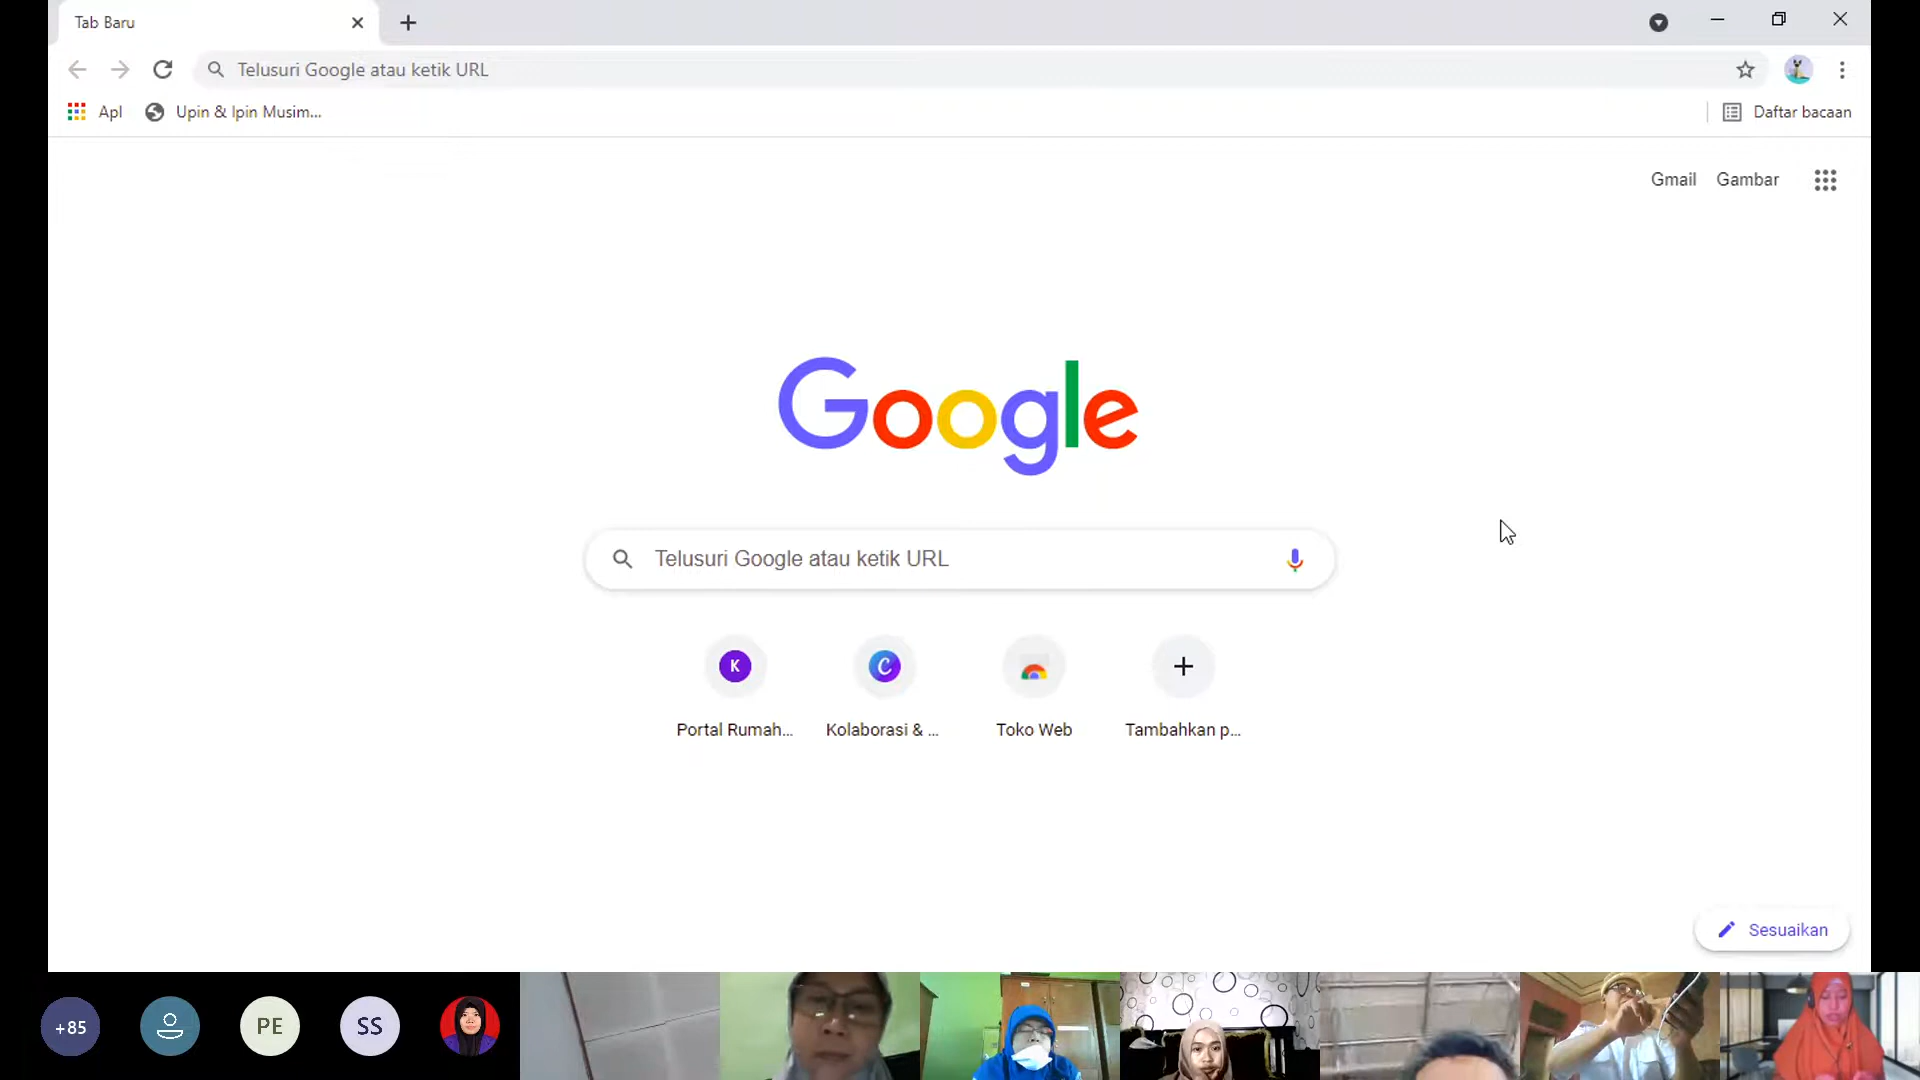 Tab Baru
Telusuri Google atau ketik URL
Apl
Upin & Ipin Musim...
Daftar bacaan
Gmail
Gambar
Google
Telusuri Google atau ketik URL
K
C
Portal Rumah...
Kolaborasi & ...
Toko Web
Tambahkan p...
Sesuaikan
+85
PE
SS